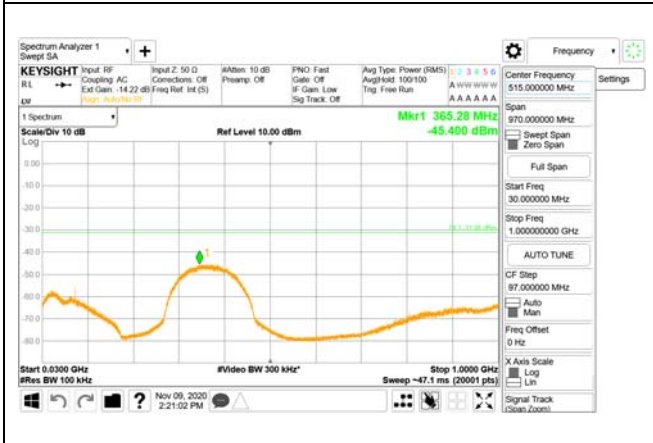 Spectrum Analyzer 1
Swept SA
+
Frequency
KEYSIGHT
Input: RF
Coupling: AC
Ext Gain: -14.22 dB
Align: Auto/No RF
Input Z: 50 Ω
Corrections: Off
Freq Ref: Int (S)
#Atten: 10 dB
Preamp: Off
PNO: Fast
Gate: Off
IF Gain: Low
Sig Track: Off
Avg Type: Power (RMS)
Avg|Hold: 100/100
Trig: Free Run
1 2 3 4 5 6
A W W W W W
A A A A A A
RL
1 Spectrum
Scale/Div 10 dB
Log
Ref Level 10.00 dBm
Mkr1 365.28 MHz
-45.400 dBm
0.00
-10.0
-20.0
-30.0
-40.0
-50.0
-60.0
-70.0
-80.0
1
Start 0.0300 GHz
#Res BW 100 kHz
#Video BW 300 kHz*
Stop 1.0000 GHz
Sweep ~47.1 ms (20001 pts)
?
Nov 09, 2020
2:21:02 PM
Center Frequency
515.000000 MHz
Settings
Span
970.000000 MHz
Swept Span
Zero Span
Full Span
Start Freq
30.000000 MHz
Stop Freq
1.000000000 GHz
AUTO TUNE
CF Step
97.000000 MHz
Auto
Man
Freq Offset
0 Hz
X Axis Scale
Log
Lin
Signal Track
(Span Zoom)